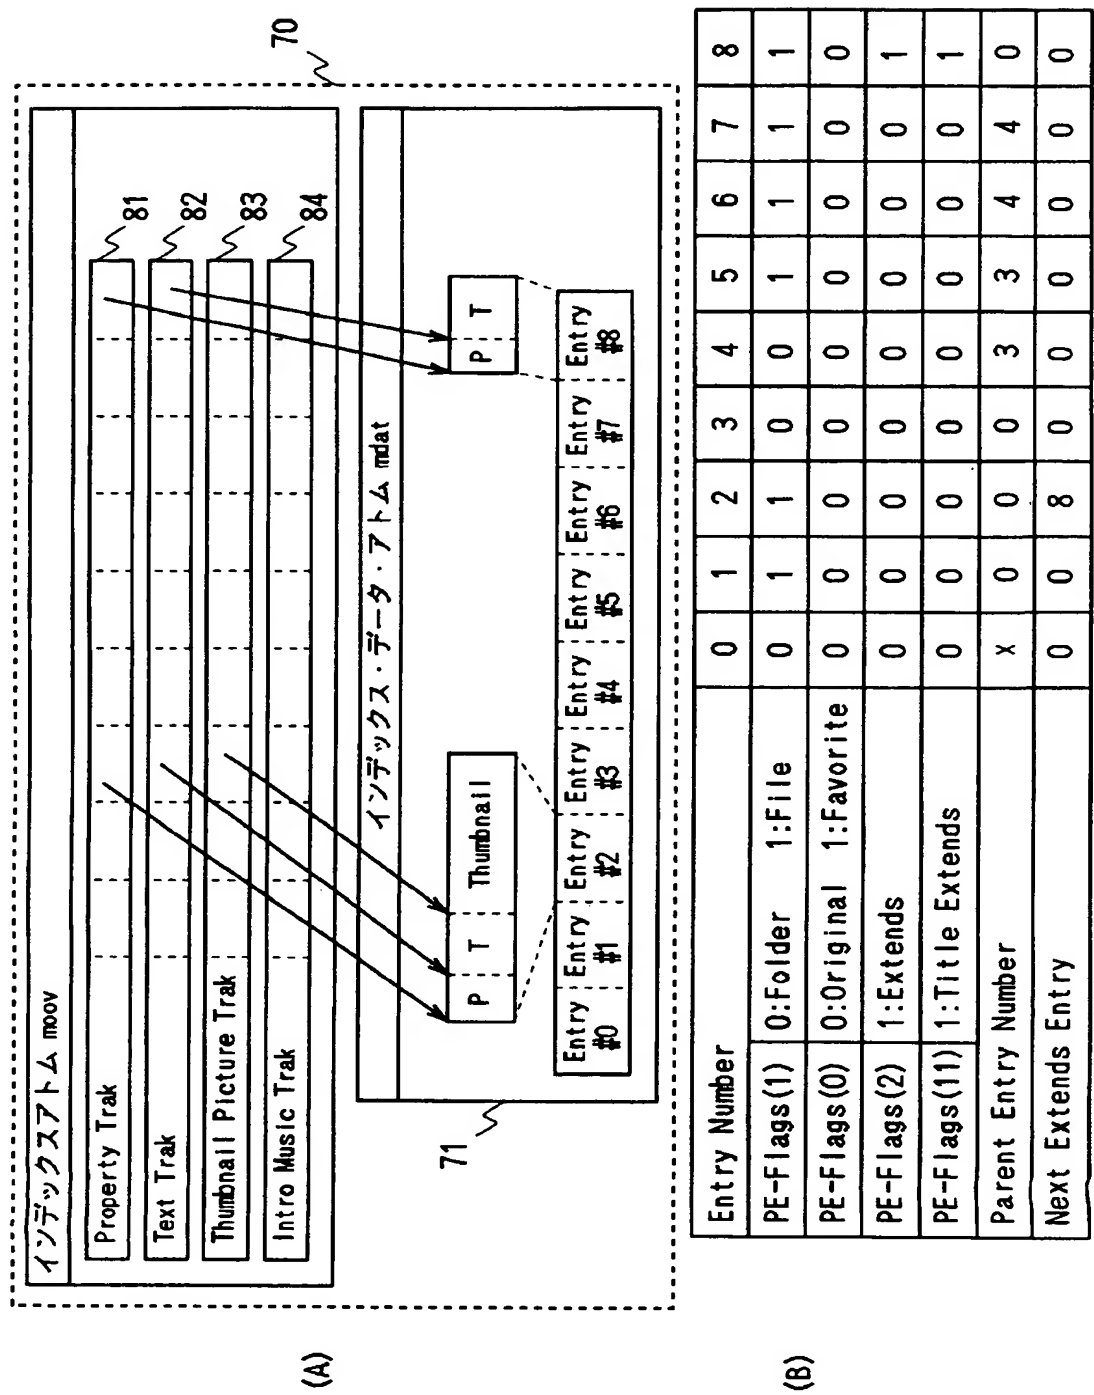 (A)
70
インデックスアトム moov
Property Trak
81
Text Trak
82
Thumbnail Picture Trak
83
Intro Music Trak
84
インデックス・データ・アトム mdat
71
P T Thumbnail
P T
Entry #0 Entry #1 Entry #2 Entry #3 Entry #4 Entry #5 Entry #6 Entry #7 Entry #8
(B)
Entry Number 0 1 2 3 4 5 6 7 8
PE-Flags(1) 0:Folder 1:File 0 1 1 0 0 1 1 1 1
PE-Flags(0) 0:Original 1:Favorite 0 0 0 0 0 0 0 0 0
PE-Flags(2) 1:Extends 0 0 0 0 0 0 0 0 1
PE-Flags(11) 1:Title Extends 0 0 0 0 0 0 0 0 1
Parent Entry Number x 0 0 0 3 3 4 4 0
Next Extends Entry 0 0 8 0 0 0 0 0 0